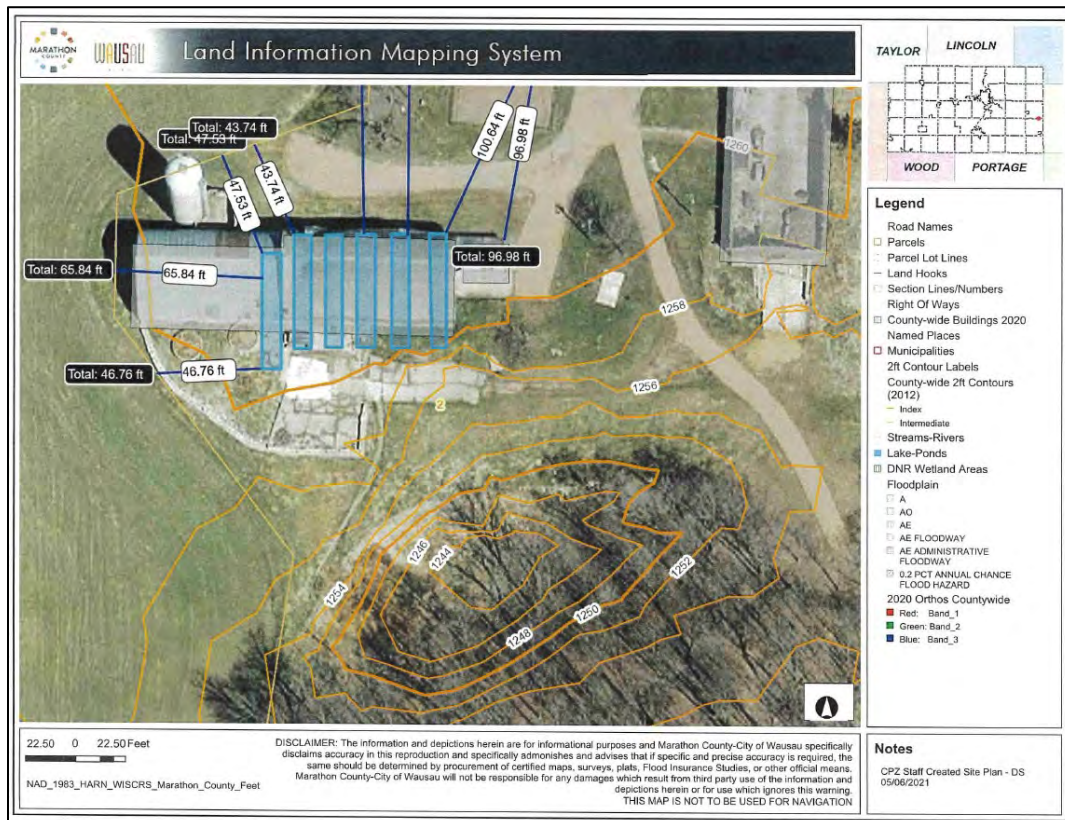 MARATHON
COUNTY
WAUSAU
Land Information Mapping System
TAYLOR
LINCOLN
WOOD
PORTAGE
Total: 43.74 ft
Total: 47.53 ft
43.74 ft
47.53 ft
100.64 ft
96.98 ft
Total: 65.84 ft
65.84 ft
Total: 96.98 ft
Total: 46.76 ft
46.76 ft
1260
1258
1256
2
1246
1244
1254
1252
1250
1248
Legend
Road Names
Parcels
Parcel Lot Lines
Land Hooks
Section Lines/Numbers
Right Of Ways
County-wide Buildings 2020
Named Places
Municipalities
2ft Contour Labels
County-wide 2ft Contours
(2012)
Index
Intermediate
Streams-Rivers
Lake-Ponds
DNR Wetland Areas
Floodplain
A
AO
AE
AE FLOODWAY
AE ADMINISTRATIVE
FLOODWAY
0.2 PCT ANNUAL CHANCE
FLOOD HAZARD
2020 Orthos Countywide
Red: Band_1
Green: Band_2
Blue: Band_3
22.50 0 22.50 Feet
NAD_1983_HARN_WISCRS_Marathon_County_Feet
DISCLAIMER: The information and depictions herein are for informational purposes and Marathon County-City of Wausau specifically
disclaims accuracy in this reproduction and specifically admonishes and advises that if specific and precise accuracy is required, the
same should be determined by procurement of certified maps, surveys, plats, Flood Insurance Studies, or other official means.
Marathon County-City of Wausau will not be responsible for any damages which result from third party use of the information and
depictions herein or for use which ignores this warning.
THIS MAP IS NOT TO BE USED FOR NAVIGATION
Notes
CPZ Staff Created Site Plan - DS
05/06/2021